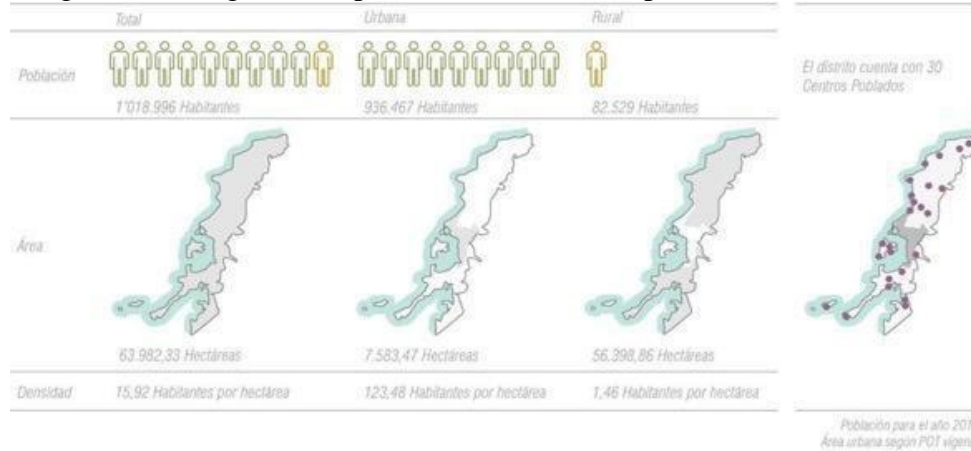 Total Urbana Rural
Población
1'018.996 Habitantes 936.467 Habitantes 82.529 Habitantes
El distrito cuenta con 30
Centros Poblados
Área
63.982,33 Hectáreas 7.583,47 Hectáreas 56.398,86 Hectáreas
Densidad 15,92 Habitantes por hectárea 123,48 Habitantes por hectárea 1,46 Habitantes por hectárea
Población para el año 201
Área urbana según POT